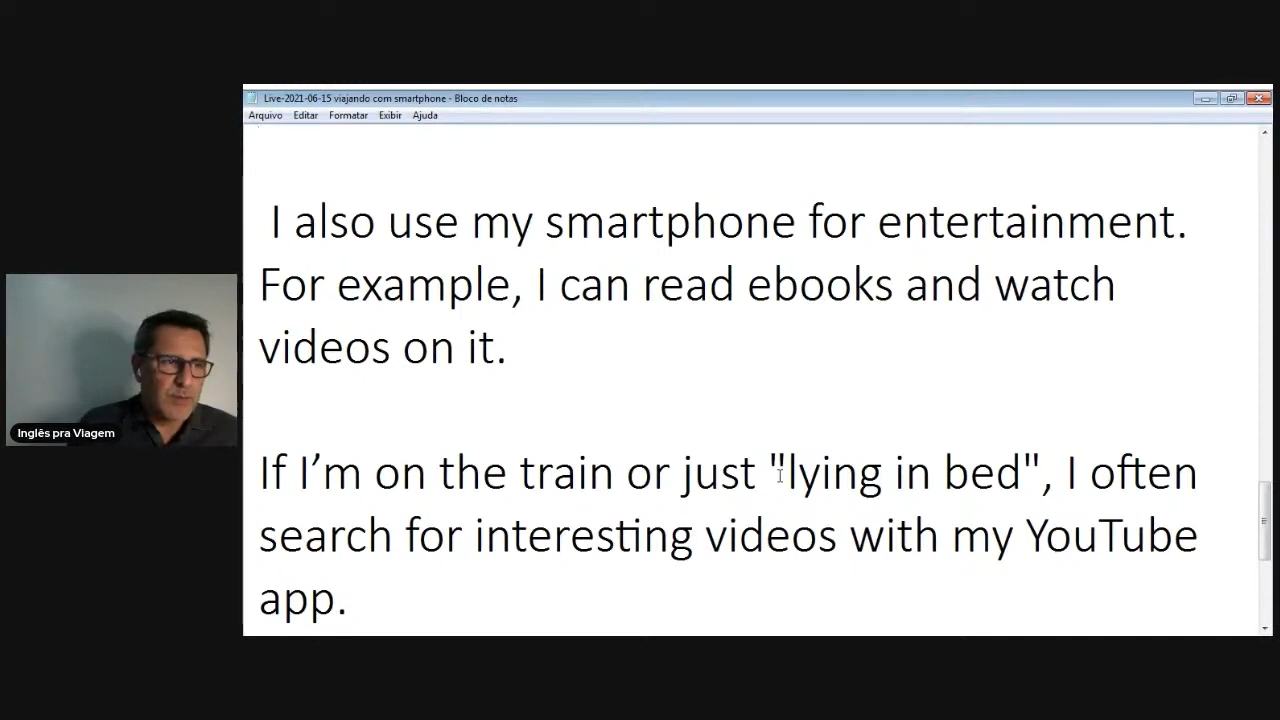 Live-2021-06-15 viajando com smartphone - Bloco de notas
Arquivo Editar Formatar Exibir Ajuda
I also use my smartphone for entertainment.
For example, I can read ebooks and watch
videos on it.
If I’m on the train or just "lying in bed", I often
search for interesting videos with my YouTube
app.
Inglês pra Viagem